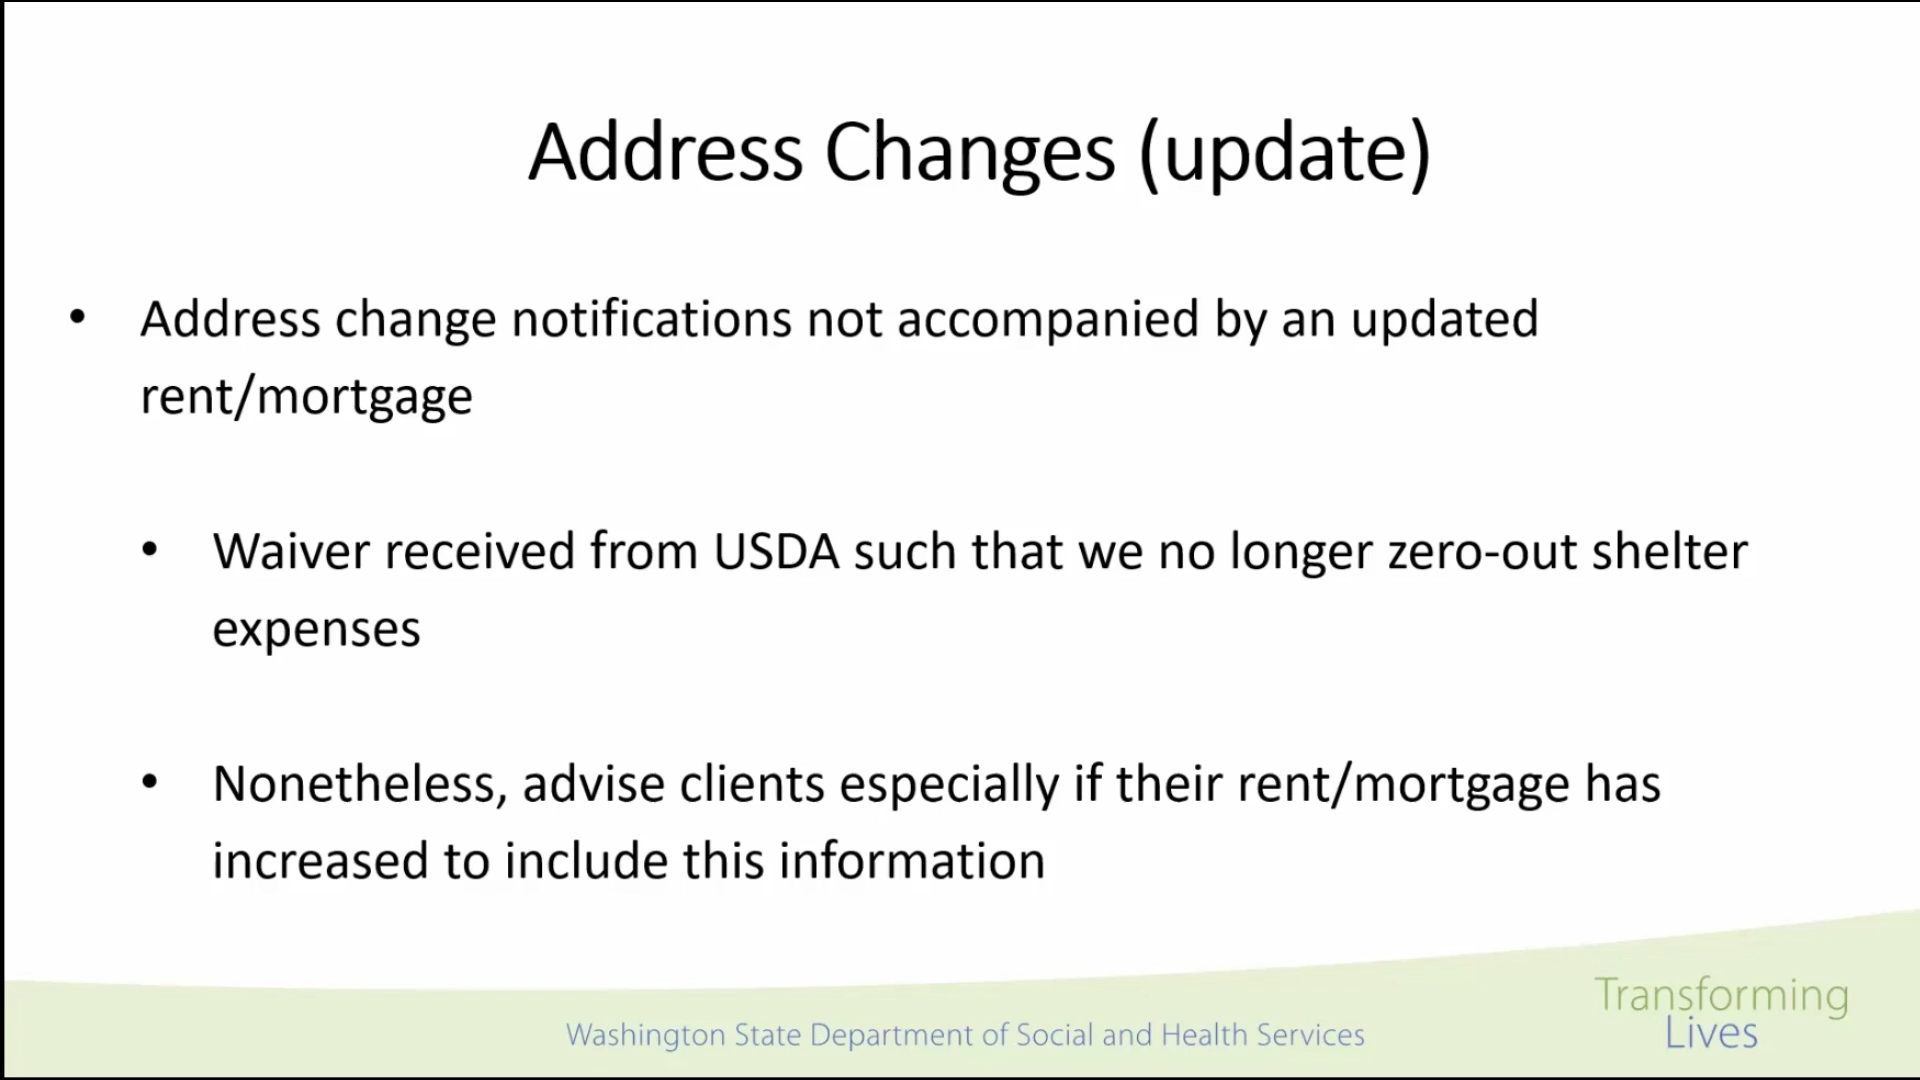 Address Changes (update)
• Address change notifications not accompanied by an updated
rent/mortgage
• Waiver received from USDA such that we no longer zero-out shelter
expenses
• Nonetheless, advise clients especially if their rent/mortgage has
increased to include this information
Washington State Department of Social and Health Services
Transforming
Lives